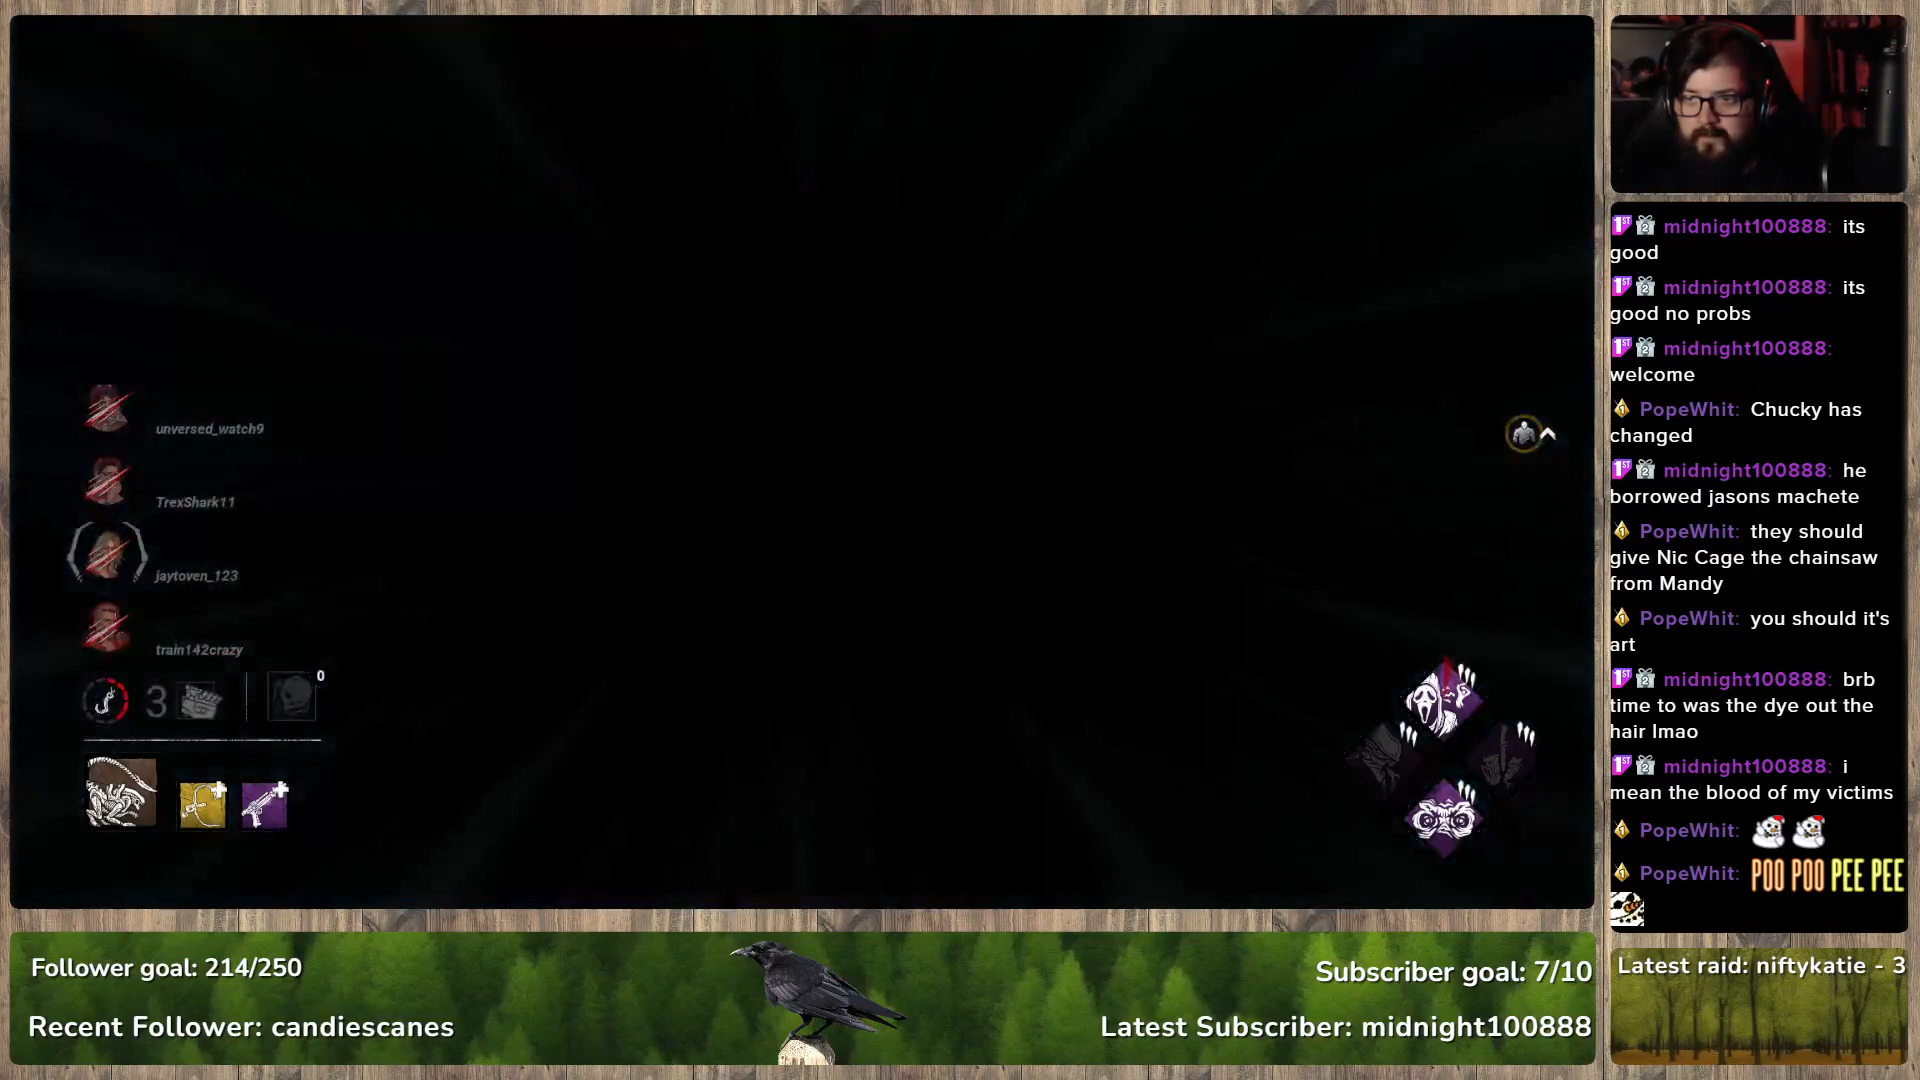 unversed_watch9
TrexShark11
jaytoven_123
train142crazy
3
0
midnight100888: its
good
midnight100888: its
good no probs
midnight100888:
welcome
PopeWhit: Chucky has
changed
midnight100888: he
borrowed jasons machete
PopeWhit: they should
give Nic Cage the chainsaw
from Mandy
PopeWhit: you should it's
art
midnight100888: brb
time to was the dye out the
hair lmao
midnight100888: i
mean the blood of my victims
PopeWhit:
PopeWhit: POO POO PEE PEE
Follower goal: 214/250
Subscriber goal: 7/10
Recent Follower: candiescanes
Latest Subscriber: midnight100888
Latest raid: niftykatie - 3